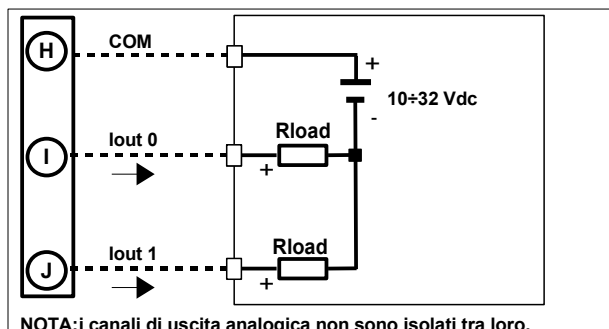 H
COM
+
10÷32 Vdc
-
Iout 0
Rload
I
+
Iout 1
Rload
J
+
NOTA:i canali di uscita analogica non sono isolati tra loro.